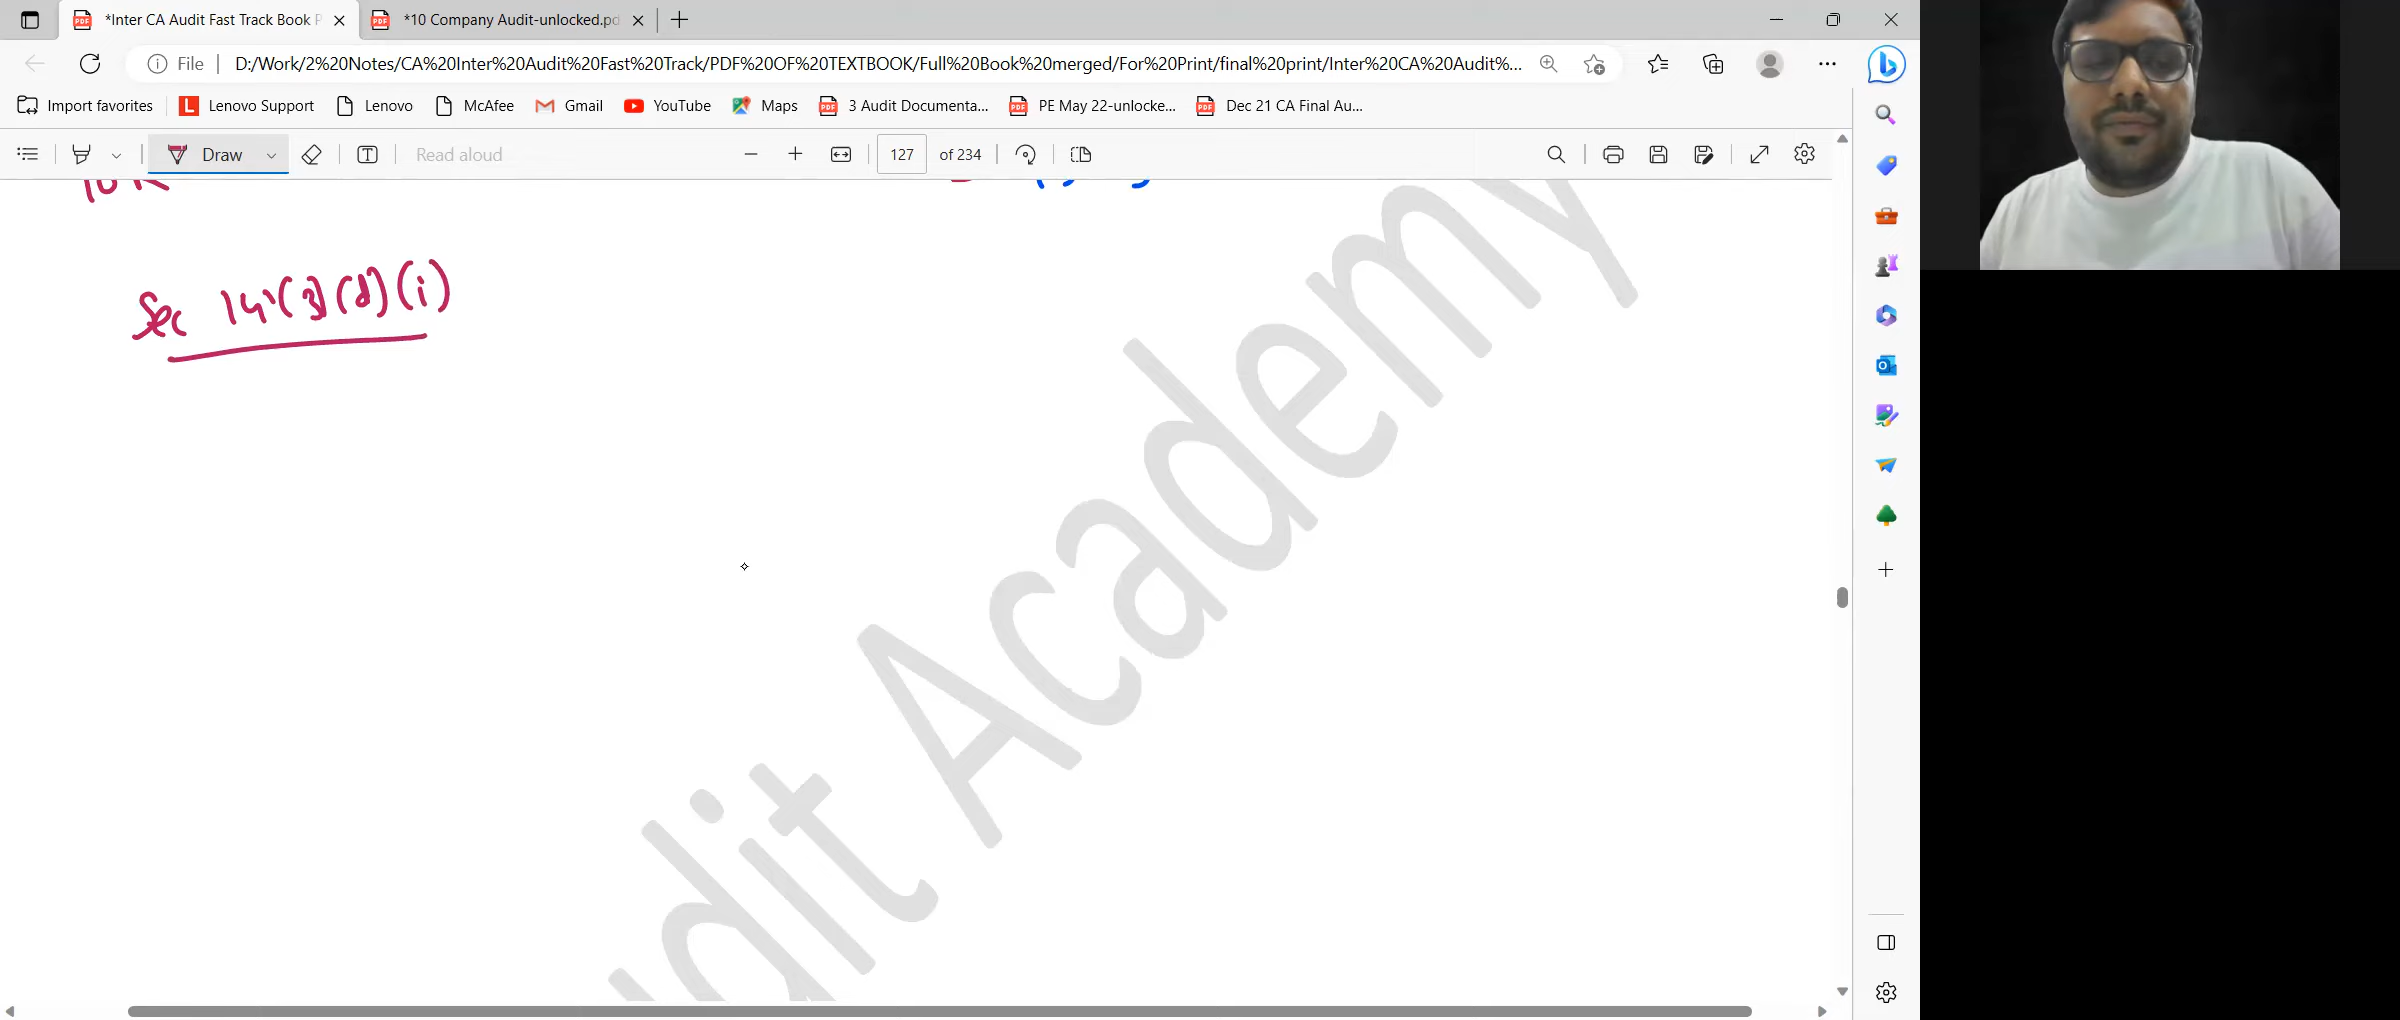 *Inter CA Audit Fast Track Book P
*10 Company Audit-unlocked.pd
File
D:/Work/2%20Notes/CA%20Inter%20Audit%20Fast%20Track/PDF%20OF%20TEXTBOOK/Full%20Book%20merged/For%20Print/final%20print/Inter%20CA%20Audit%...
Import favorites
L Lenovo Support
Lenovo
McAfee
Gmail
YouTube
Maps
3 Audit Documenta...
PE May 22-unlocke...
Dec 21 CA Final Au...
Draw
Read aloud
127 of 234
Sec 141(3)(d)(i)
Audit Academy